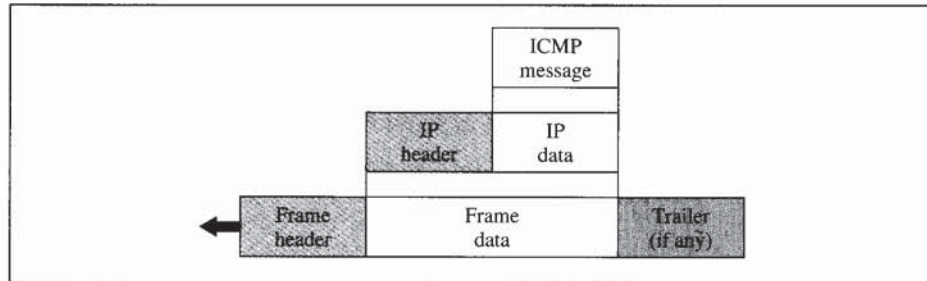 ICMP
message
IP
header
IP
data
Frame
header
Frame
data
Trailer
(if any)